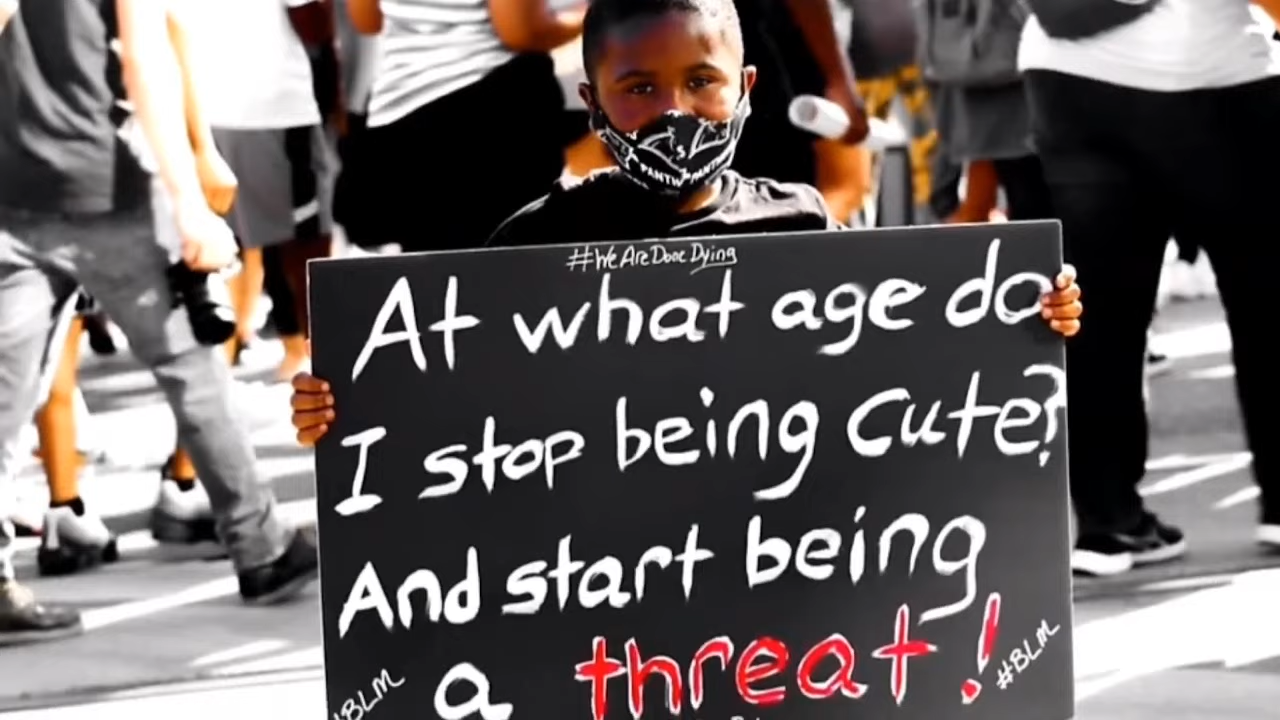 #WeAreDoneDying
At what age do
I stop being cute?
And start being
a threat!
#BLM
#BLM